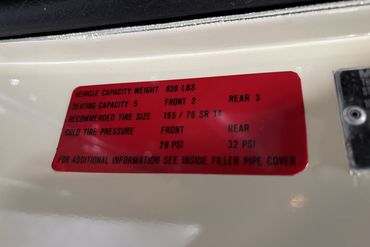 VEHICLE CAPACITY WEIGHT 930 LBS
SEATING CAPACITY 5 FRONT 2 REAR 3
RECOMMENDED TIRE SIZE 195 / 70 SR 14
COLD TIRE PRESSURE FRONT REAR
28 PSI 32 PSI
FOR ADDITIONAL INFORMATION SEE INSIDE FILLER PIPE COVER